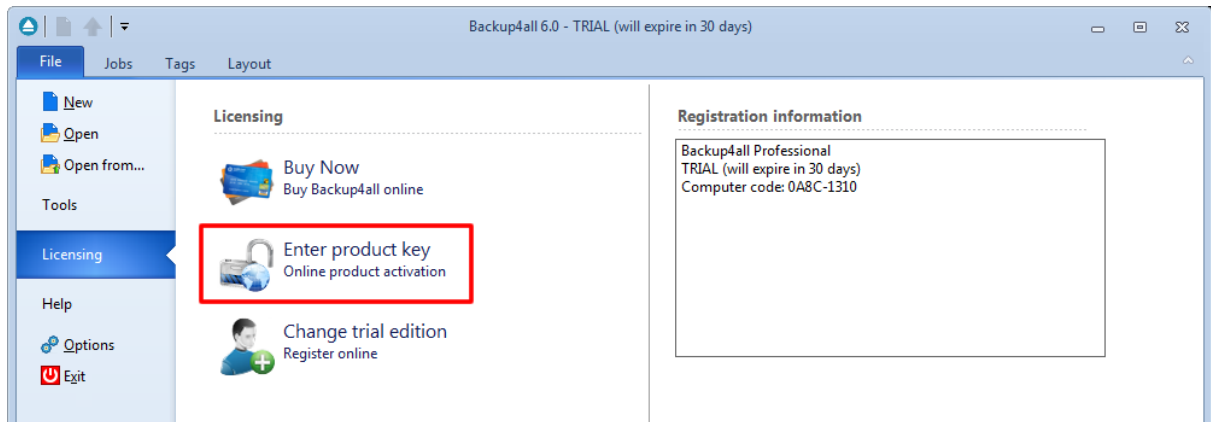 Backup4all 6.0 - TRIAL (will expire in 30 days)
File Jobs Tags Layout
New
Open
Open from...
Tools
Licensing
Help
Options
Exit
Licensing
Buy Now
Buy Backup4all online
Enter product key
Online product activation
Change trial edition
Register online
Registration information
Backup4all Professional
TRIAL (will expire in 30 days)
Computer code: 0A8C-1310